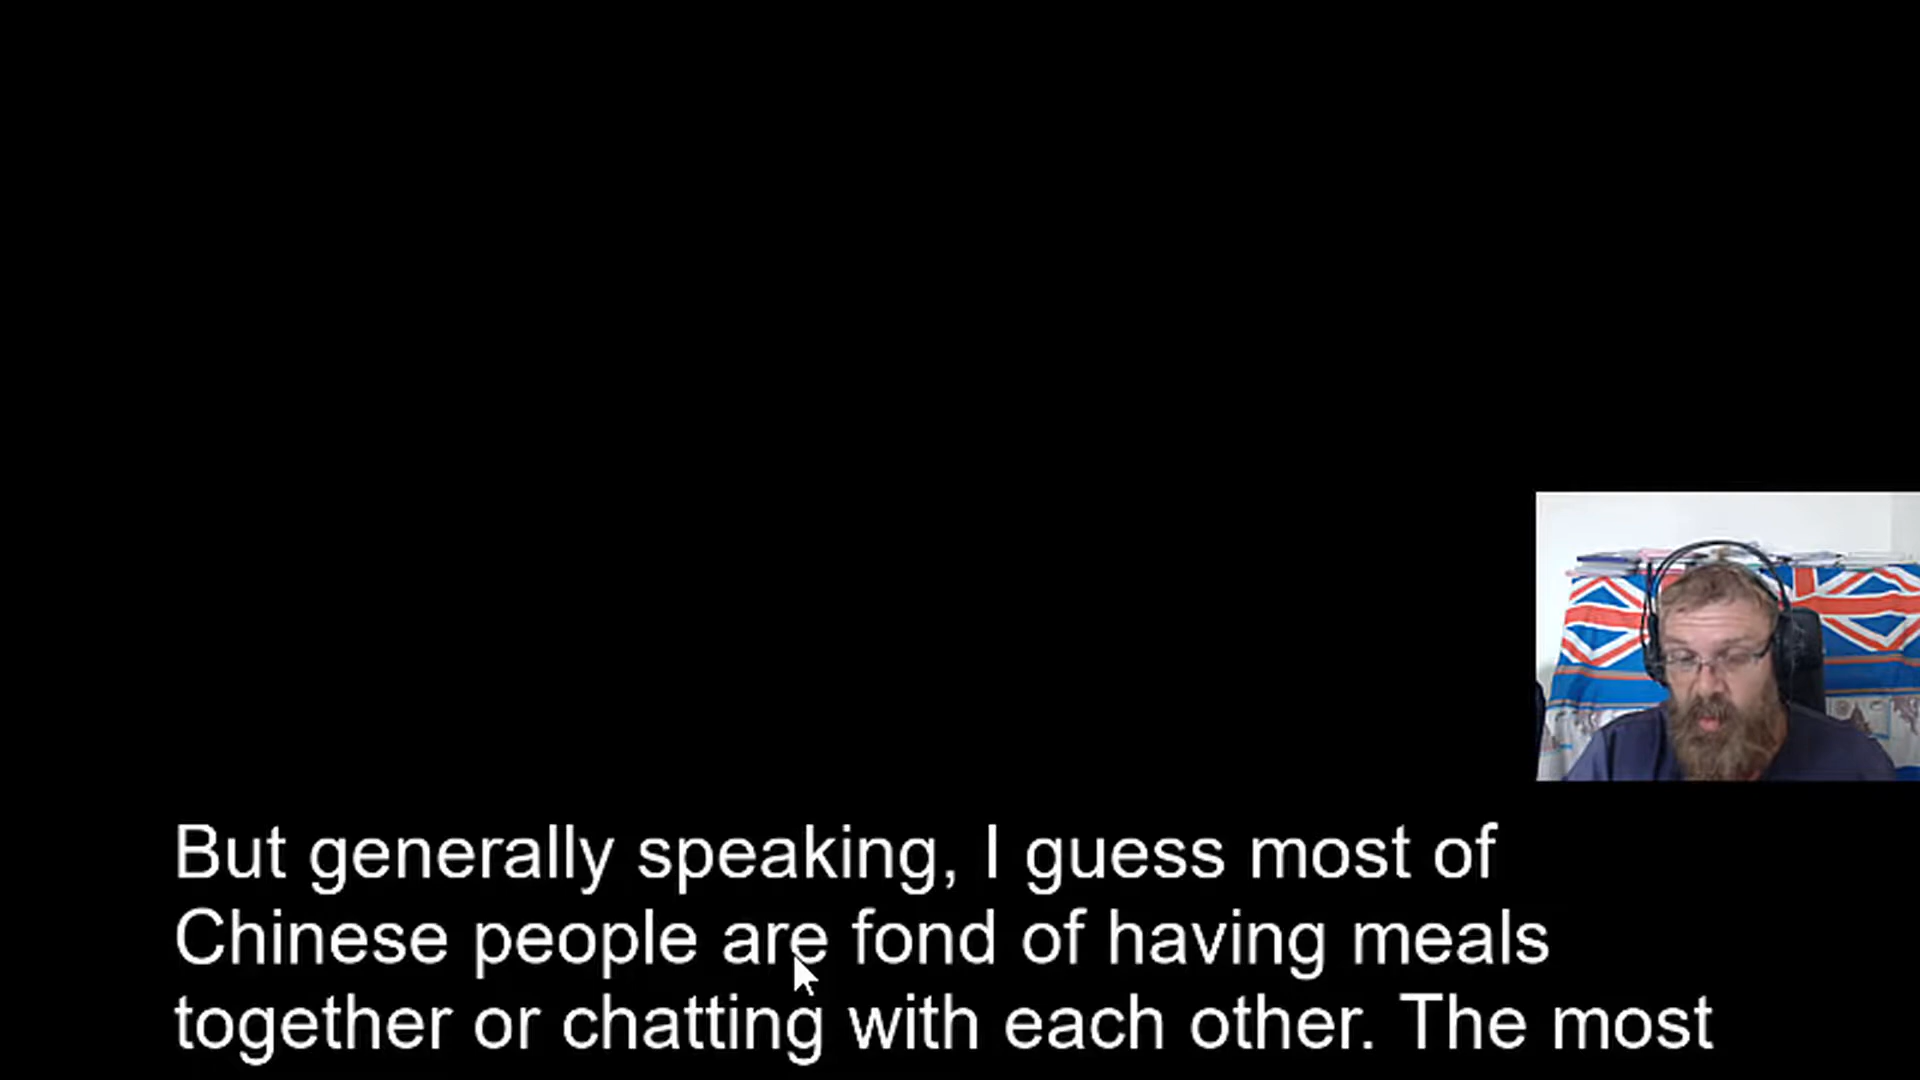 But generally speaking, I guess most of
Chinese people are fond of having meals
together or chatting with each other. The most